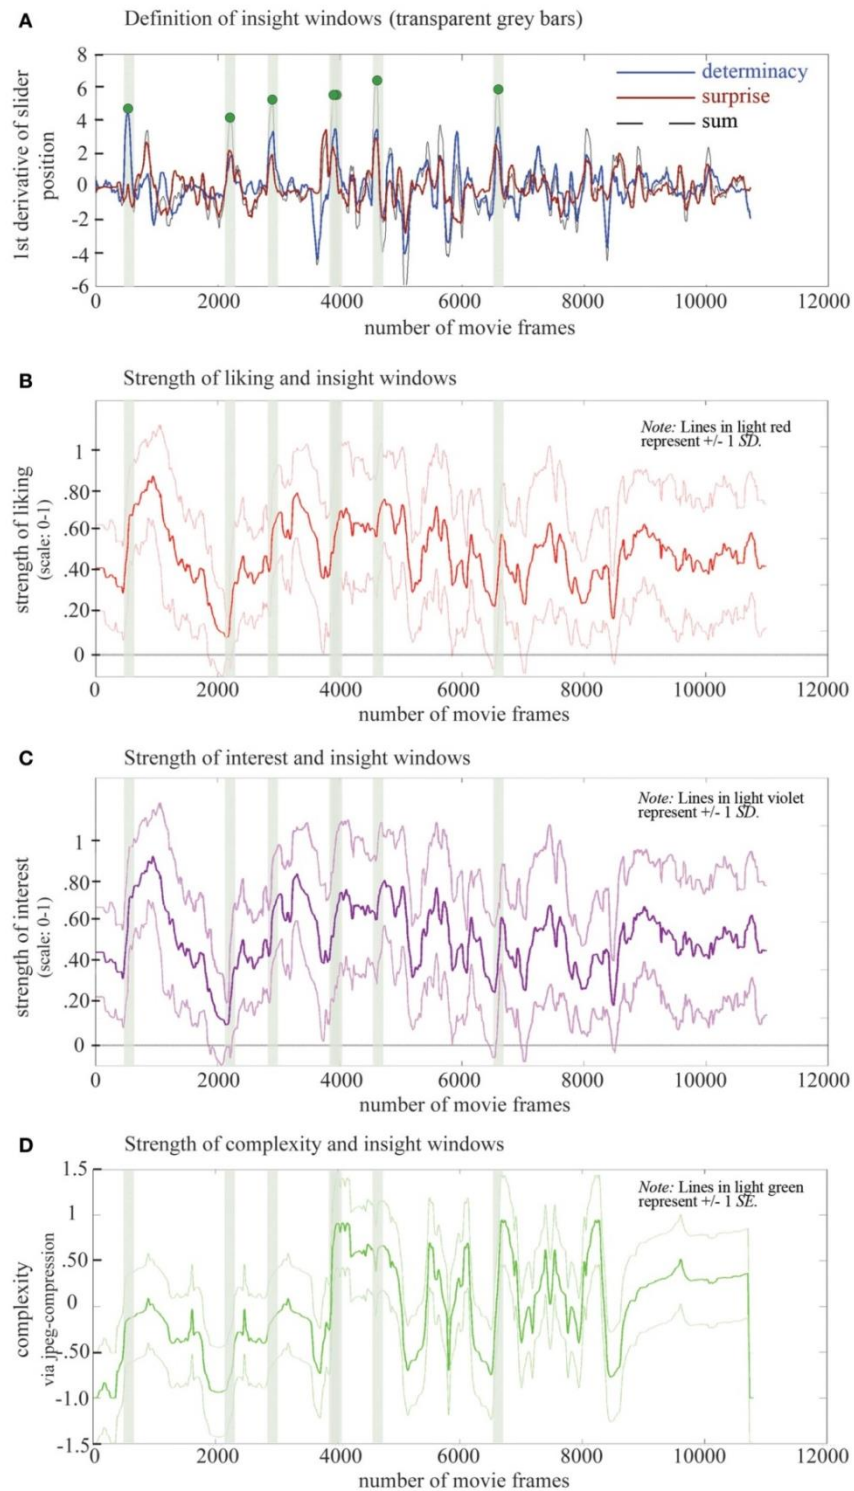 A
Definition of insight windows (transparent grey bars)
1st derivative of slider
position
8
6
4
2
0
-2
-4
-6
determinacy
surprise
sum
0 2000 4000 6000 8000 10000 12000
number of movie frames
B
Strength of liking and insight windows
strength of liking
(scale: 0-1)
1
.80
.60
.40
.20
0
Note: Lines in light red
represent +/- 1 SD.
0 2000 4000 6000 8000 10000 12000
number of movie frames
C
Strength of interest and insight windows
strength of interest
(scale: 0-1)
1
.80
.60
.40
.20
0
Note: Lines in light violet
represent +/- 1 SD.
0 2000 4000 6000 8000 10000 12000
number of movie frames
D
Strength of complexity and insight windows
complexity
via jpeg-compression
1.5
1
.50
0
-.50
-1.0
-1.5
Note: Lines in light green
represent +/- 1 SE.
0 2000 4000 6000 8000 10000 12000
number of movie frames